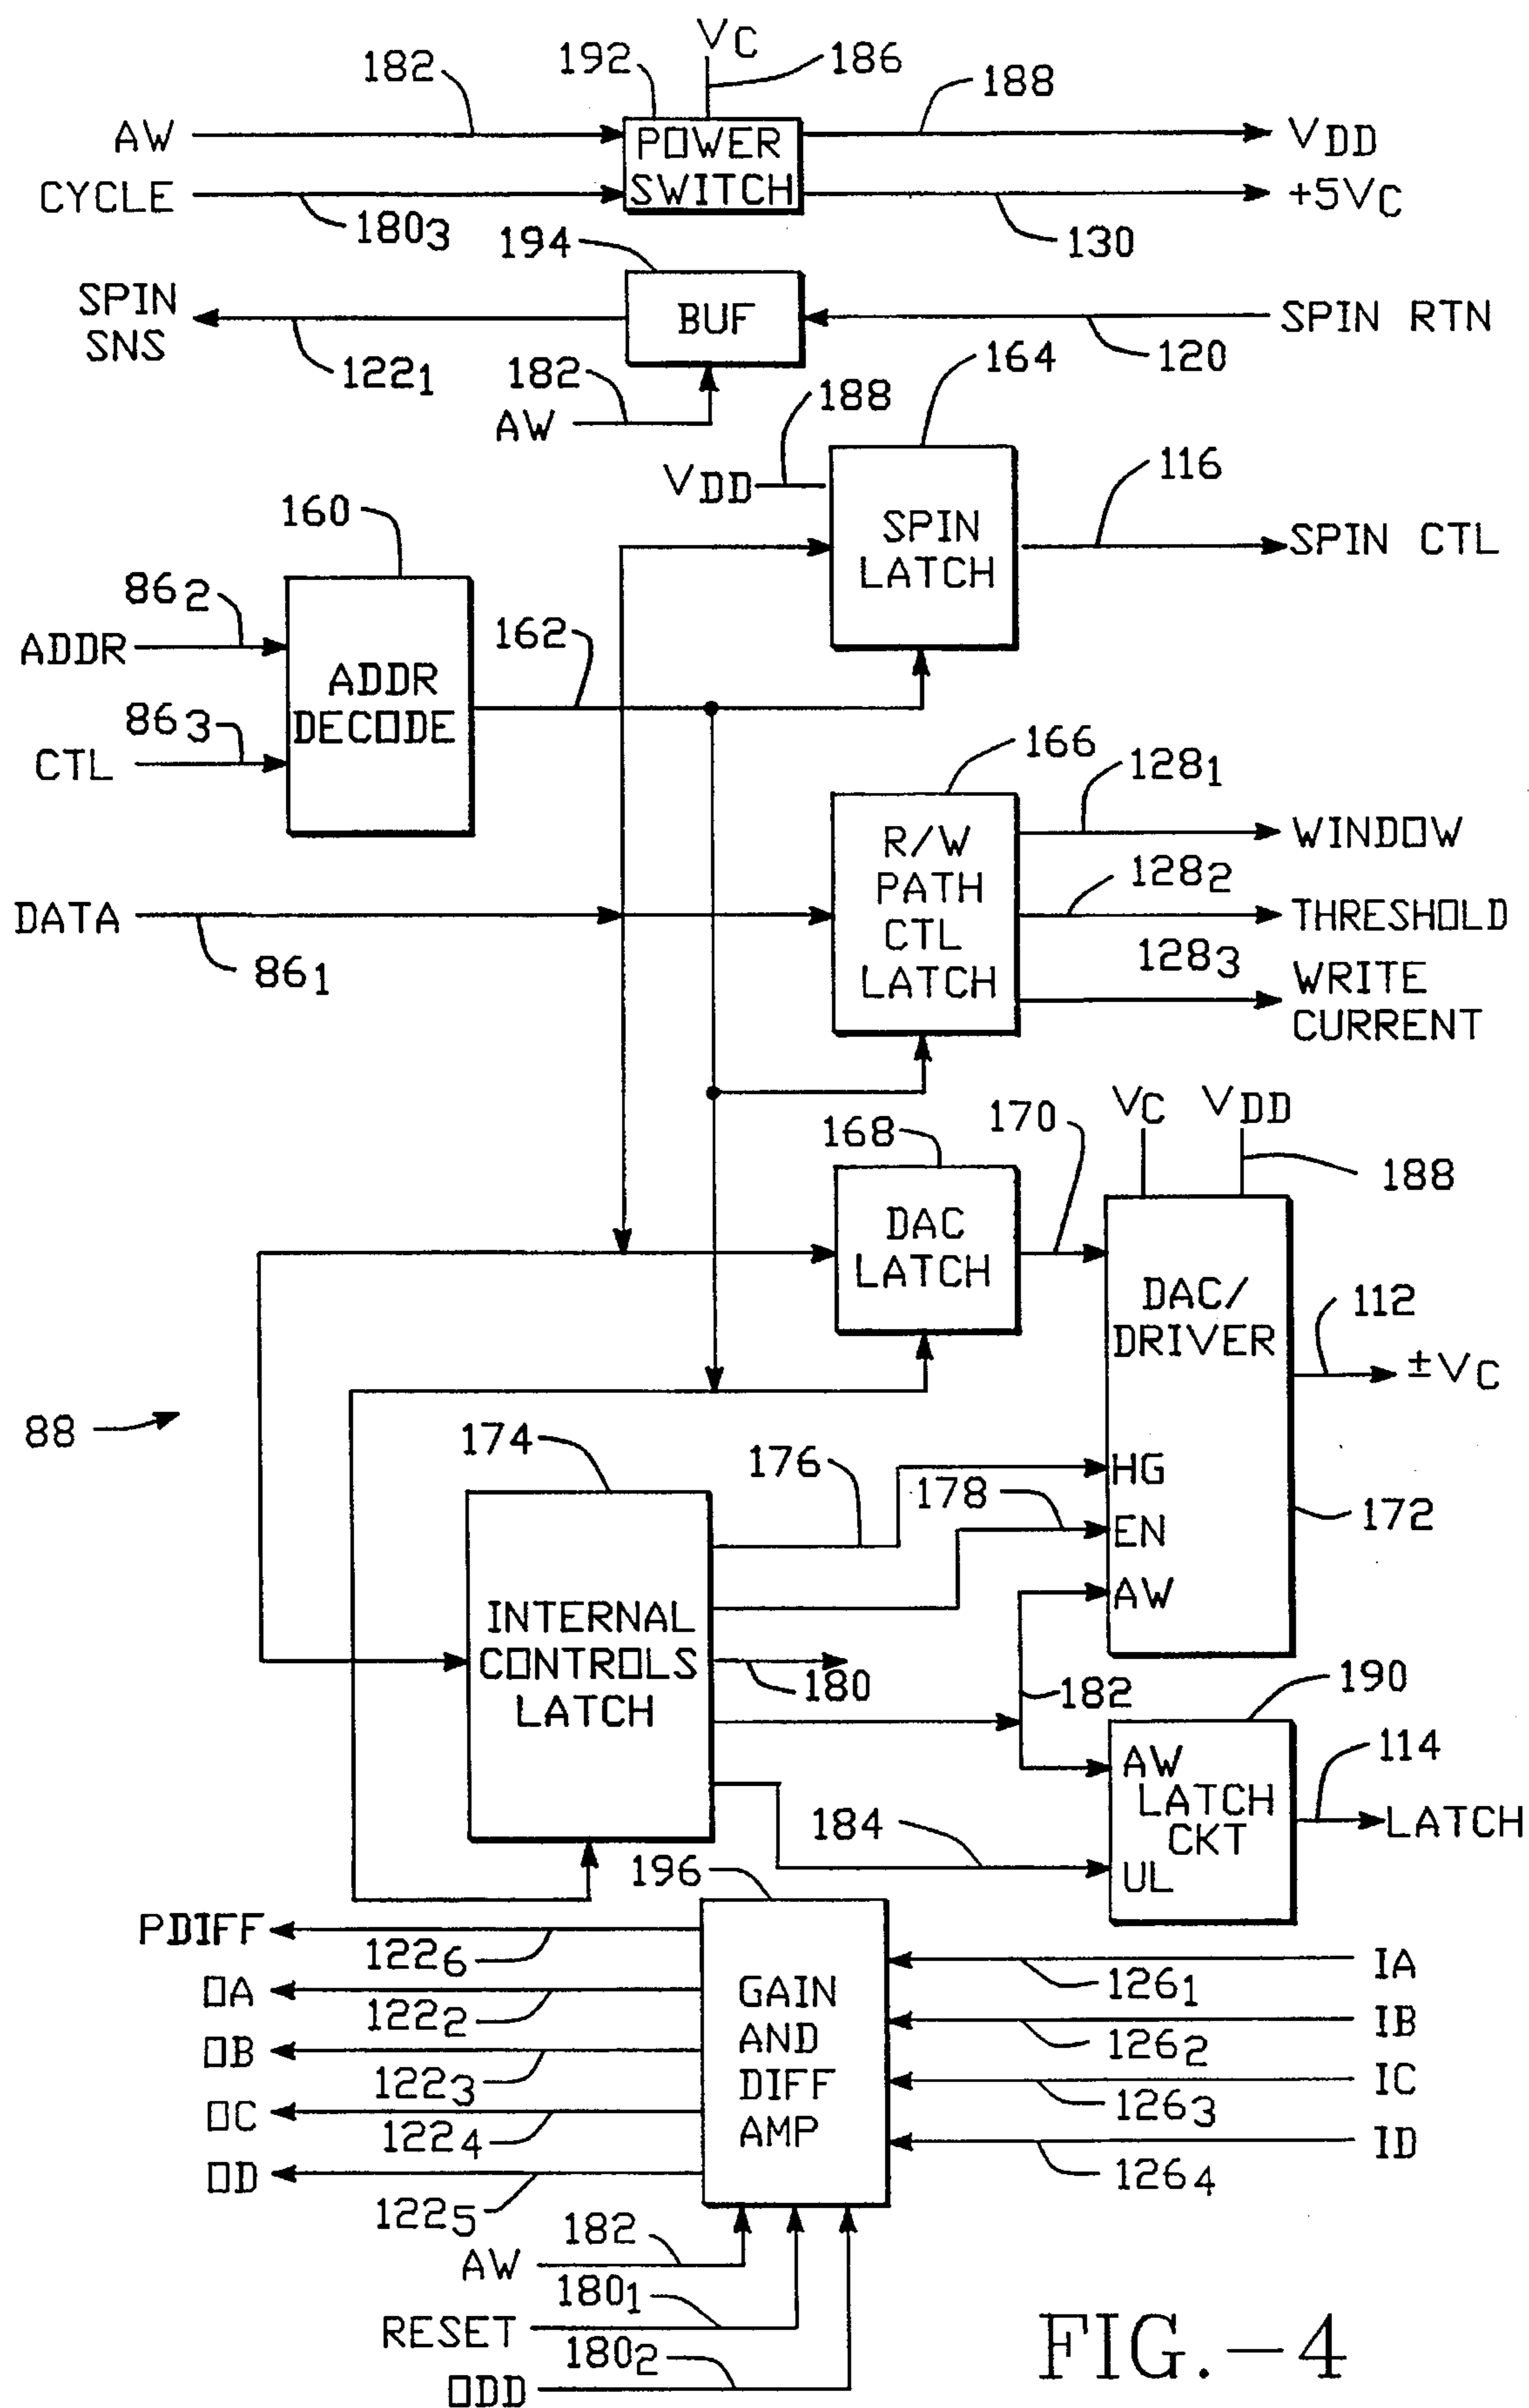 VC
182
192
186
188
AW
POWER
SWITCH
VDD
CYCLE
+5VC
1803
194
130
SPIN
SNS
BUF
SPIN RTN
1221
182
120
164
AW
188
VDD
116
160
SPIN
LATCH
SPIN CTL
862
ADDR
162
ADDR
DECODE
863
CTL
166
1281
R/W
PATH
CTL
LATCH
WINDOW
1282
DATA
THRESHOLD
861
1283
WRITE
CURRENT
VC
VDD
168
170
188
DAC
LATCH
DAC/
DRIVER
112
±VC
88
174
176
HG
178
EN
172
AW
INTERNAL
CONTROLS
LATCH
180
182
190
AW
LATCH
CKT
114
LATCH
184
UL
196
PDIFF
1226
IA
1261
OA
GAIN
AND
DIFF
AMP
1222
IB
1262
OB
1223
IC
1263
OC
1224
ID
1264
OD
1225
182
AW
1801
RESET
1802
ODD
FIG.-4